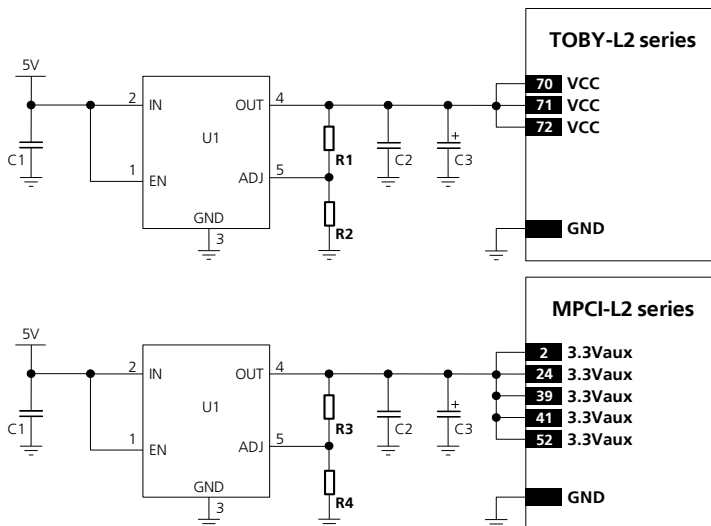 TOBY-L2 series
5V
2 IN OUT 4
70 VCC
71 VCC
72 VCC
C1
U1
R1
C2
+
C3
1 EN ADJ 5
GND
3
R2
GND
MPCI-L2 series
5V
2 IN OUT 4
2 3.3Vaux
24 3.3Vaux
39 3.3Vaux
41 3.3Vaux
52 3.3Vaux
C1
U1
R3
C2
+
C3
1 EN ADJ 5
GND
3
R4
GND